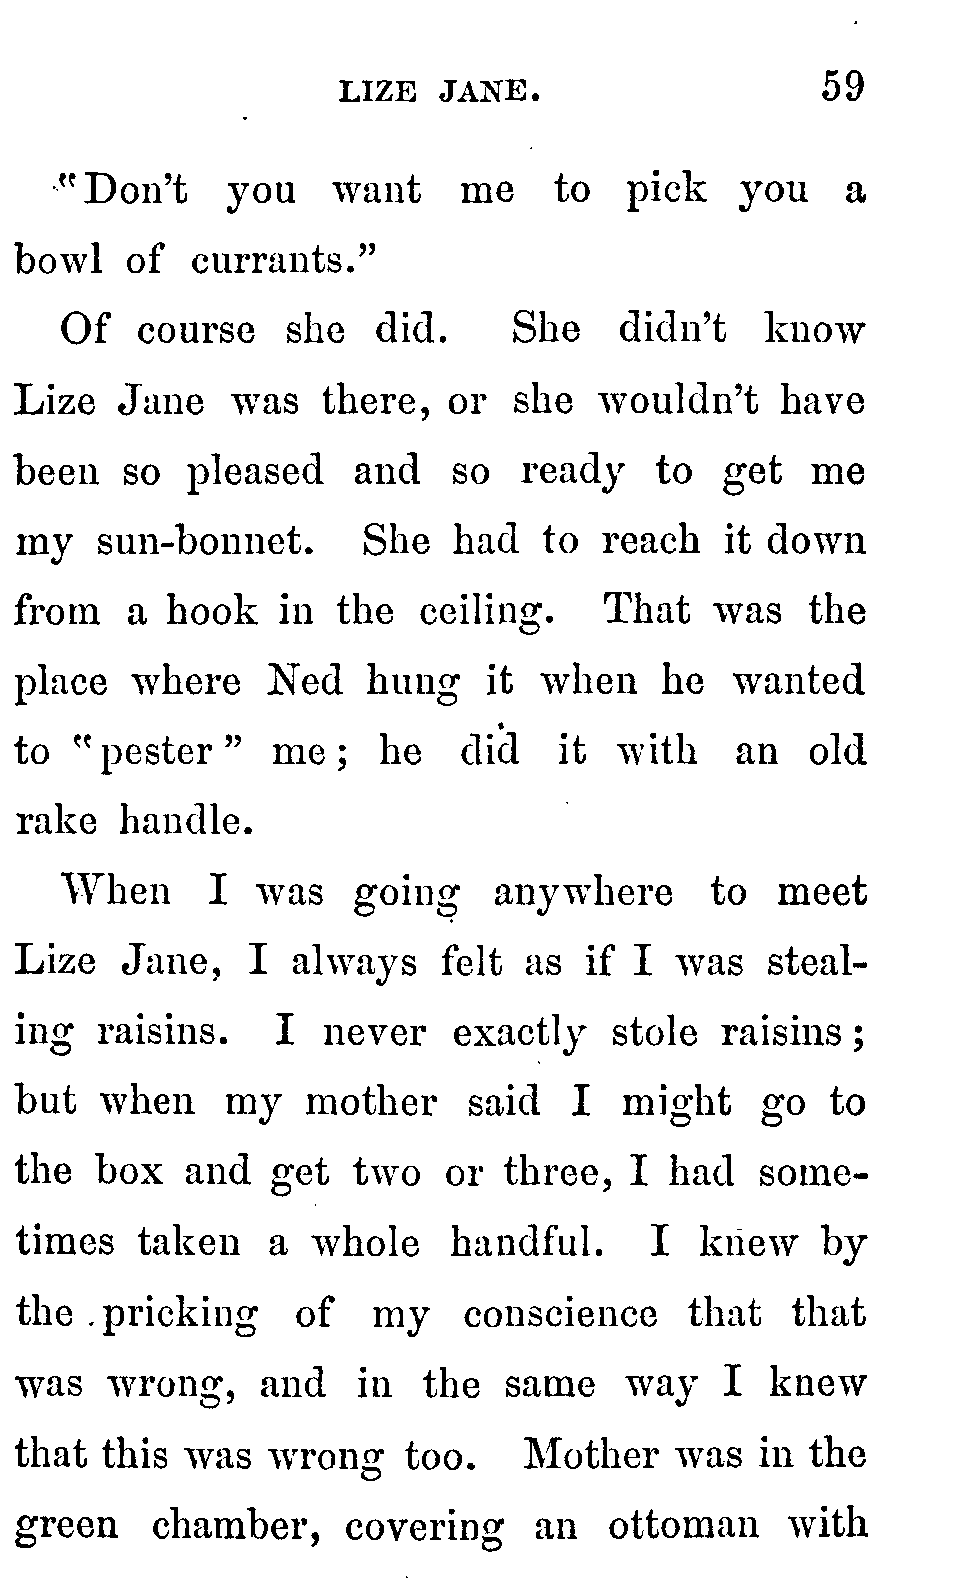 LIZE JANE. 59
"Don't you want me to pick you a
bowl of currants."
Of course she did. She didn't know
Lize Jane was there, or she wouldn't have
been so pleased and so ready to get me
my sun-bonnet. She had to reach it down
from a hook in the ceiling. That was the
place where Ned hung it when he wanted
to "pester" me; he did it with an old
rake handle.
When I was going anywhere to meet
Lize Jane, I always felt as if I was steal-
ing raisins. I never exactly stole raisins;
but when my mother said I might go to
the box and get two or three, I had some-
times taken a whole handful. I knew by
the pricking of my conscience that that
was wrong, and in the same way I knew
that this was wrong too. Mother was in the
green chamber, covering an ottoman with